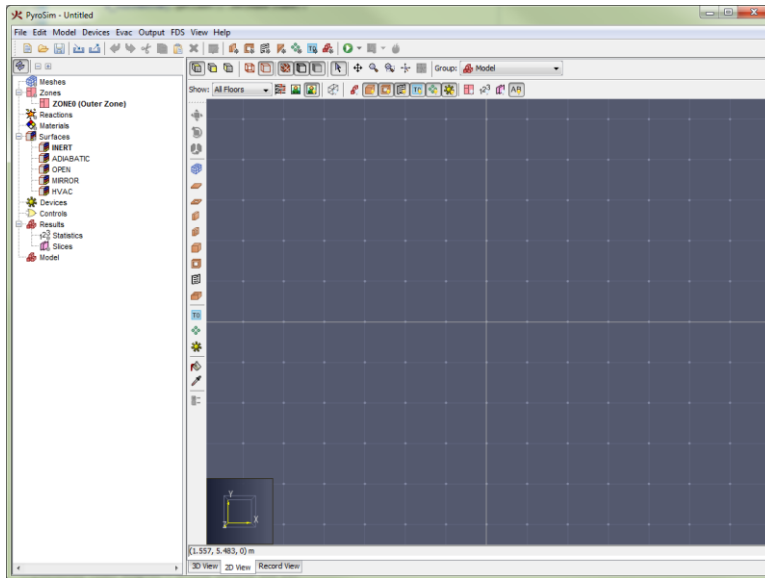 PyroSim - Untitled
File Edit Model Devices Evac Output FDS View Help
Group: Model
Show: All Floors
Meshes
Zones
ZONE0 (Outer Zone)
Reactions
Materials
Surfaces
INERT
ADIABATIC
OPEN
MIRROR
HVAC
Devices
Controls
Results
Statistics
Slices
Model
Y
X
Z
(1.557, 5.483, 0) m
3D View 2D View Record View